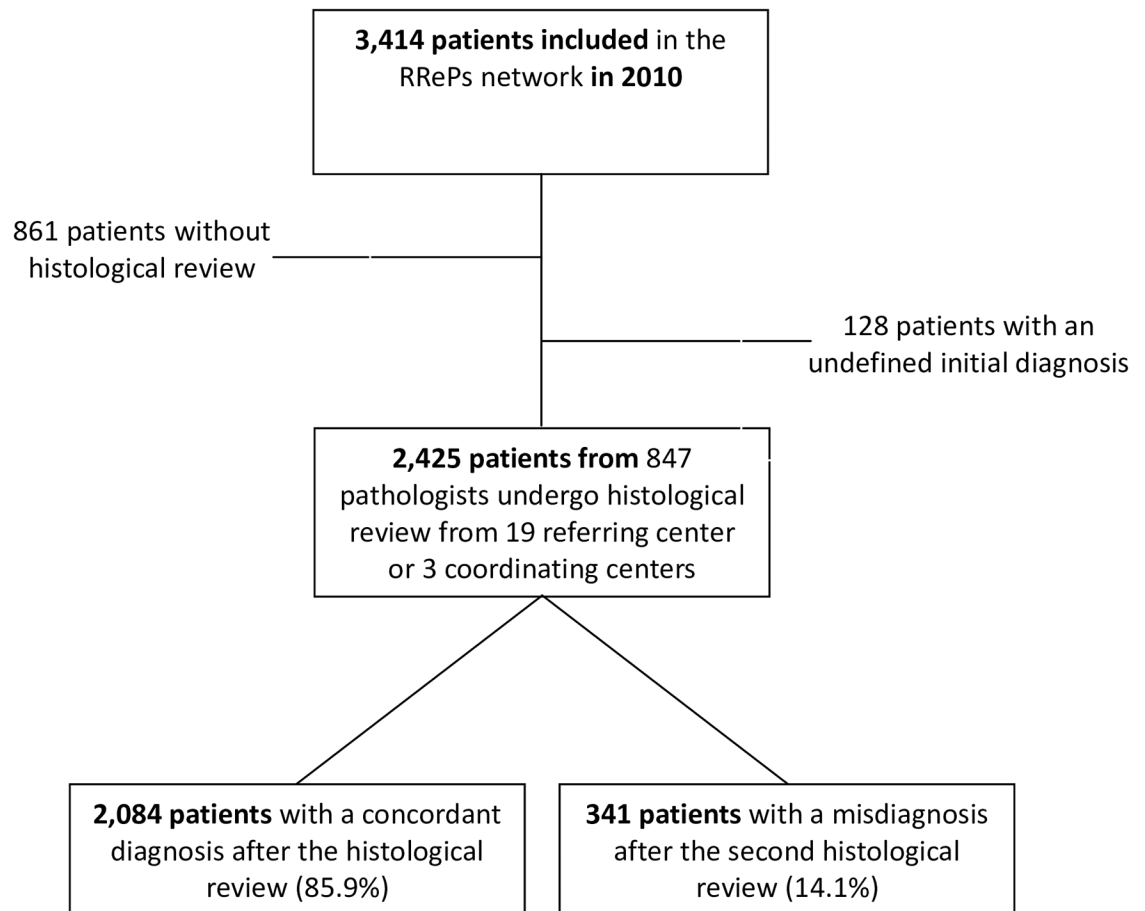 3,414 patients included in the
RRePs network in 2010
861 patients without
histological review
128 patients with an
undefined initial diagnosis
2,425 patients from 847
pathologists undergo histological
review from 19 referring center
or 3 coordinating centers
2,084 patients with a concordant
diagnosis after the histological
review (85.9%)
341 patients with a misdiagnosis
after the second histological
review (14.1%)